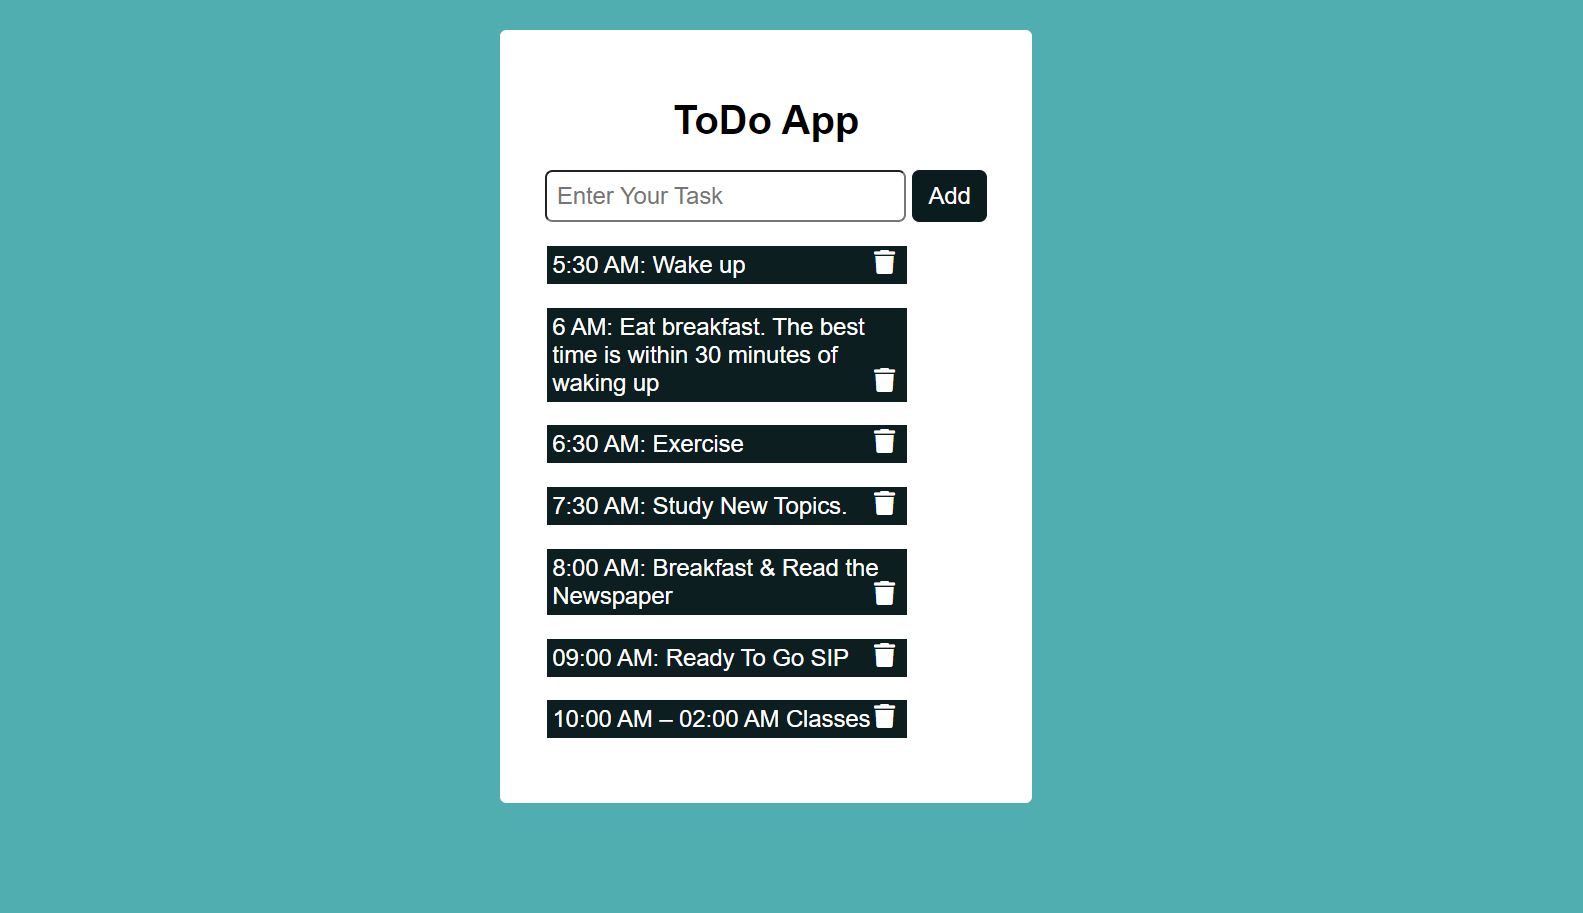 ToDo App
Enter Your Task
Add
5:30 AM: Wake up
6 AM: Eat breakfast. The best
time is within 30 minutes of
waking up
6:30 AM: Exercise
7:30 AM: Study New Topics.
8:00 AM: Breakfast & Read the
Newspaper
09:00 AM: Ready To Go SIP
10:00 AM – 02:00 AM Classes